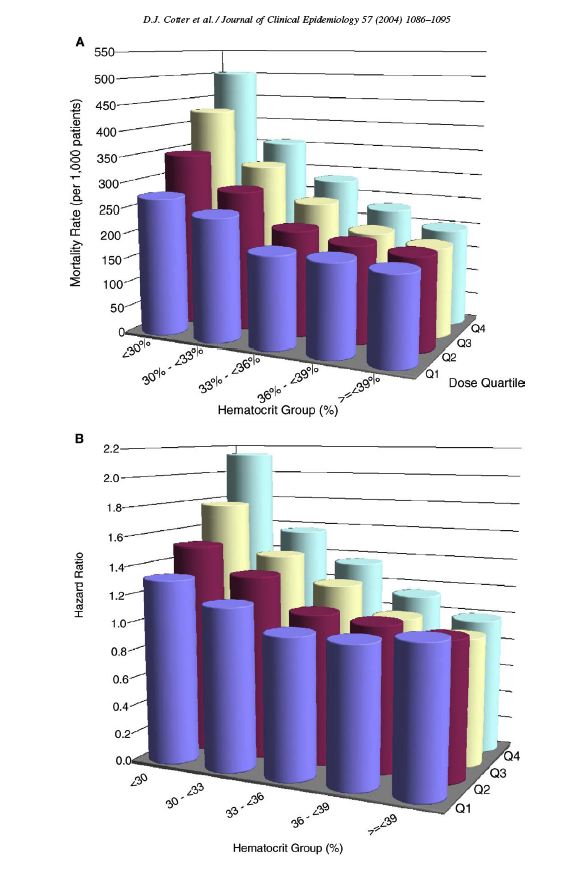 D.J. Cotter et al. / Journal of Clinical Epidemiology 57 (2004) 1086–1095
A
Mortality Rate (per 1,000 patients)
550
500
450
400
350
300
250
200
150
100
50
0
<30%
30% - <33%
33% - <36%
36% - <39%
>=<39%
Q1
Q2
Q3
Q4
Dose Quartile
Hematocrit Group (%)
B
Hazard Ratio
2.2
2.0
1.8
1.6
1.4
1.2
1.0
0.8
0.6
0.4
0.2
0.0
<30
30 - <33
33 - <36
36 - <39
>=<39
Q1
Q2
Q3
Q4
Hematocrit Group (%)